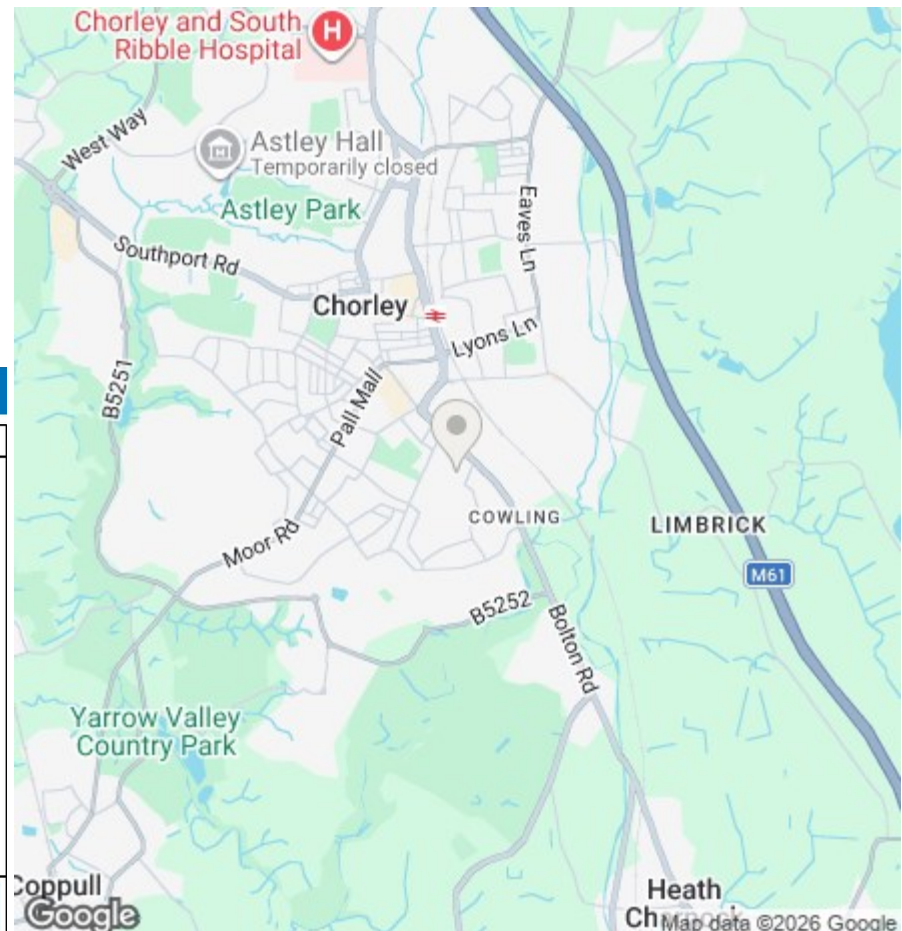 Chorley and South
Ribble Hospital
H
West Way
Astley Hall
Temporarily closed
Astley Park
Eaves Ln
Southport Rd
Chorley
Lyons Ln
B5251
Pall Mall
COWLING
LIMBRICK
Moor Rd
M61
B5252
Bolton Rd
Yarrow Valley
Country Park
Coppull
Heath
Google
Map data ©2026 Google